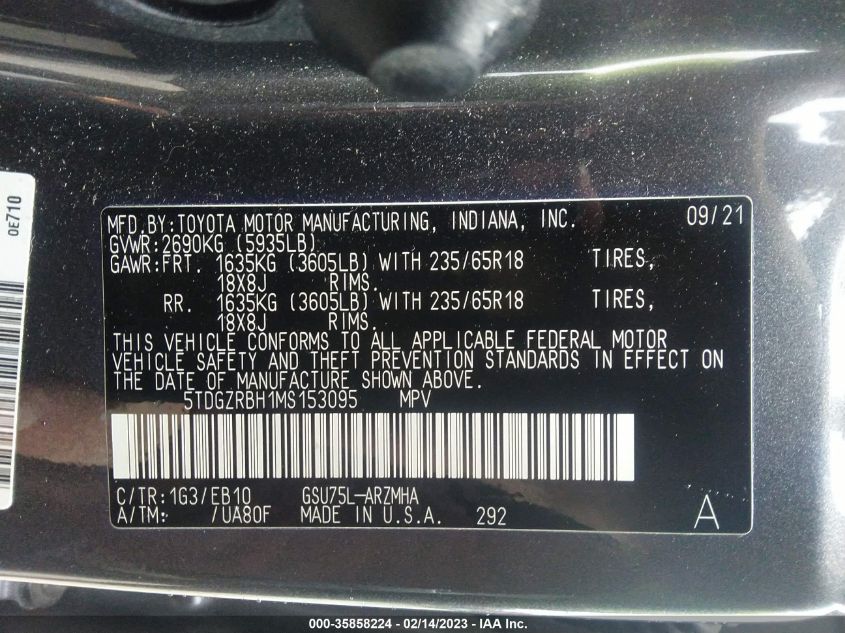 0E710
MFD.BY:TOYOTA MOTOR MANUFACTURING, INDIANA, INC. 09/21
GVWR:2690KG (5935LB)
GAWR:FRT. 1635KG (3605LB) WITH 235/65R18 TIRES,
18X8J RIMS.
RR. 1635KG (3605LB) WITH 235/65R18 TIRES,
18X8J RIMS.
THIS VEHICLE CONFORMS TO ALL APPLICABLE FEDERAL MOTOR
VEHICLE SAFETY AND THEFT PREVENTION STANDARDS IN EFFECT ON
THE DATE OF MANUFACTURE SHOWN ABOVE.
5TDGZRBH1MS153095 MPV
C/TR:1G3/EB10 GSU75L-ARZMHA
A/TM: /UA80F MADE IN U.S.A. 292 A
000-35858224 - 02/14/2023 - IAA Inc.